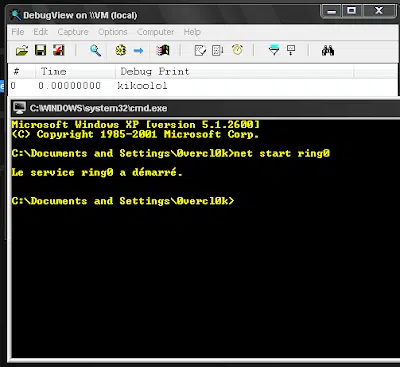 DebugView on \\VM (local)
File Edit Capture Options Computer Help
# Time Debug Print
0 0.00000000 kikoolol
C:\WINDOWS\system32\cmd.exe
Microsoft Windows XP [version 5.1.2600]
(C) Copyright 1985-2001 Microsoft Corp.
C:\Documents and Settings\0vercl0k>net start ring0
Le service ring0 a démarré.
C:\Documents and Settings\0vercl0k>